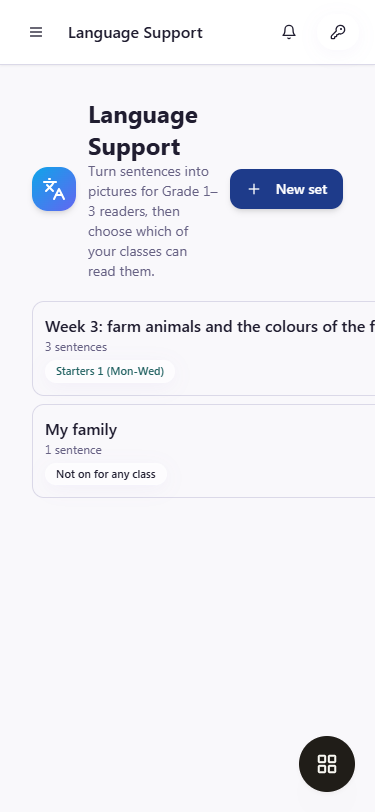 Language Support
Language
Support
Turn sentences into
pictures for Grade 1–
3 readers, then
choose which of
your classes can
read them.
New set
Week 3: farm animals and the colours of the f
3 sentences
Starters 1 (Mon-Wed)
My family
1 sentence
Not on for any class